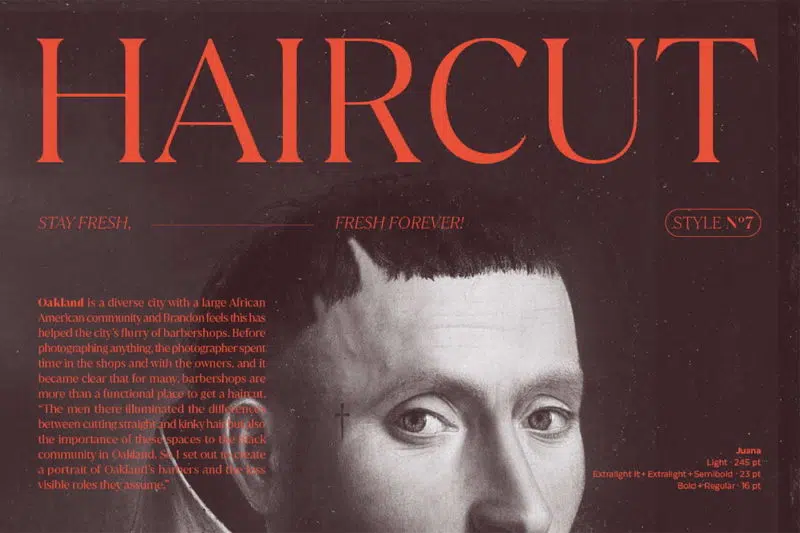 HAIRCUT
STAY FRESH, FRESH FOREVER! STYLE Nº7
Oakland is a diverse city with a large African
American community and Brandon feels this has
helped the city's flurry of barbershops. Before
photographing anything, the photographer spent
time in the shops and with the owners, and it
became clear that for many, barbershops are
more than a functional place to get a haircut.
"The men there illuminated the differences
between cutting straight and kinky hair but also
the importance of these spaces to the black
community in Oakland. So I set out to create
a portrait of Oakland's barbers and the less
visible roles they assume."
Juana
Light · 245 pt
Extralight It + Extralight + Semibold · 23 pt
Bold + Regular · 16 pt